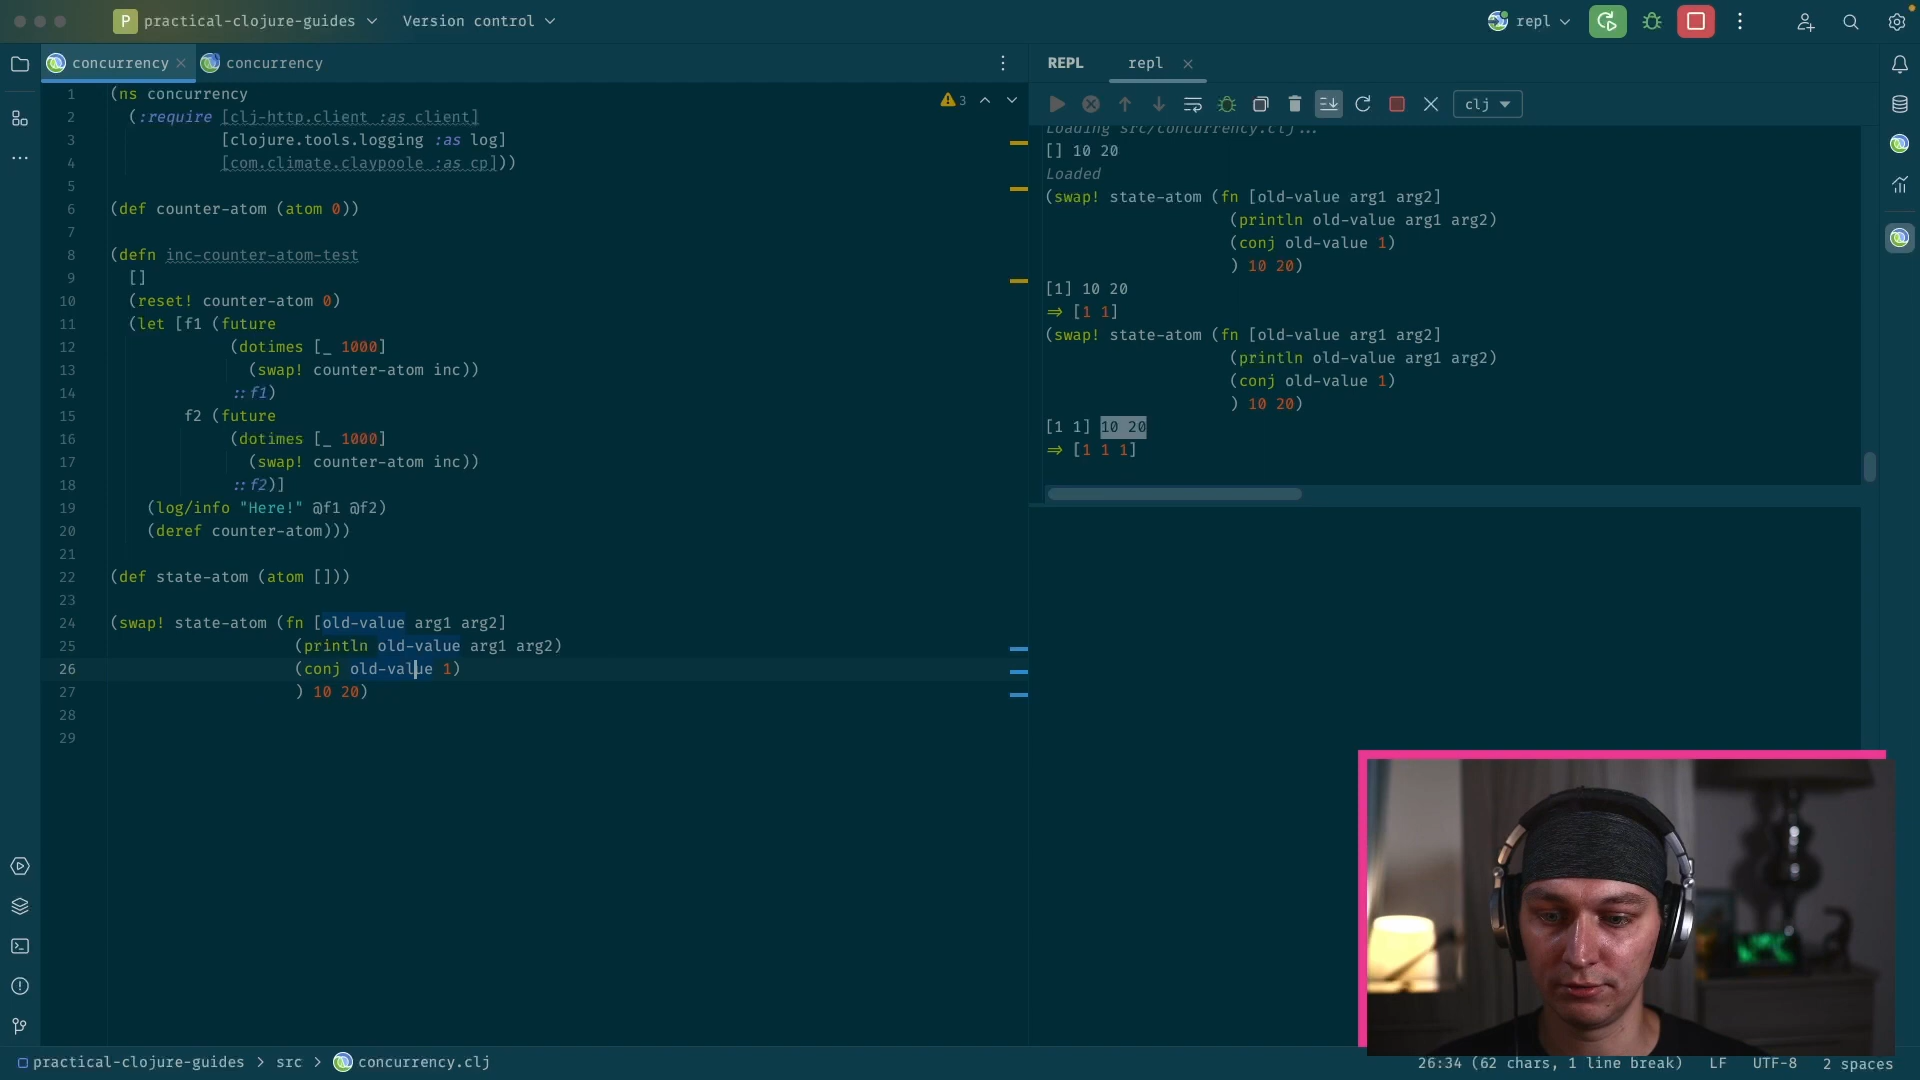 P practical-clojure-guides Version control repl
concurrency concurrency
REPL repl
clj
3
1 (ns concurrency
2 (:require [clj-http.client :as client]
3 [clojure.tools.logging :as log]
4 [com.climate.claypoole :as cp]))
5
6 (def counter-atom (atom 0))
7
8 (defn inc-counter-atom-test
9 []
10 (reset! counter-atom 0)
11 (let [f1 (future
12 (dotimes [_ 1000]
13 (swap! counter-atom inc))
14 ::f1)
15 f2 (future
16 (dotimes [_ 1000]
17 (swap! counter-atom inc))
18 ::f2)]
19 (log/info "Here!" @f1 @f2)
20 (deref counter-atom)))
21
22 (def state-atom (atom []))
23
24 (swap! state-atom (fn [old-value arg1 arg2]
25 (println old-value arg1 arg2)
26 (conj old-value 1)
27 ) 10 20)
28
29
Loading src/concurrency.clj...
[] 10 20
Loaded
(swap! state-atom (fn [old-value arg1 arg2]
(println old-value arg1 arg2)
(conj old-value 1)
) 10 20)
[1] 10 20
=> [1 1]
(swap! state-atom (fn [old-value arg1 arg2]
(println old-value arg1 arg2)
(conj old-value 1)
) 10 20)
[1 1] 10 20
=> [1 1 1]
practical-clojure-guides > src > concurrency.clj
26:34 (62 chars, 1 line break) LF UTF-8 2 spaces